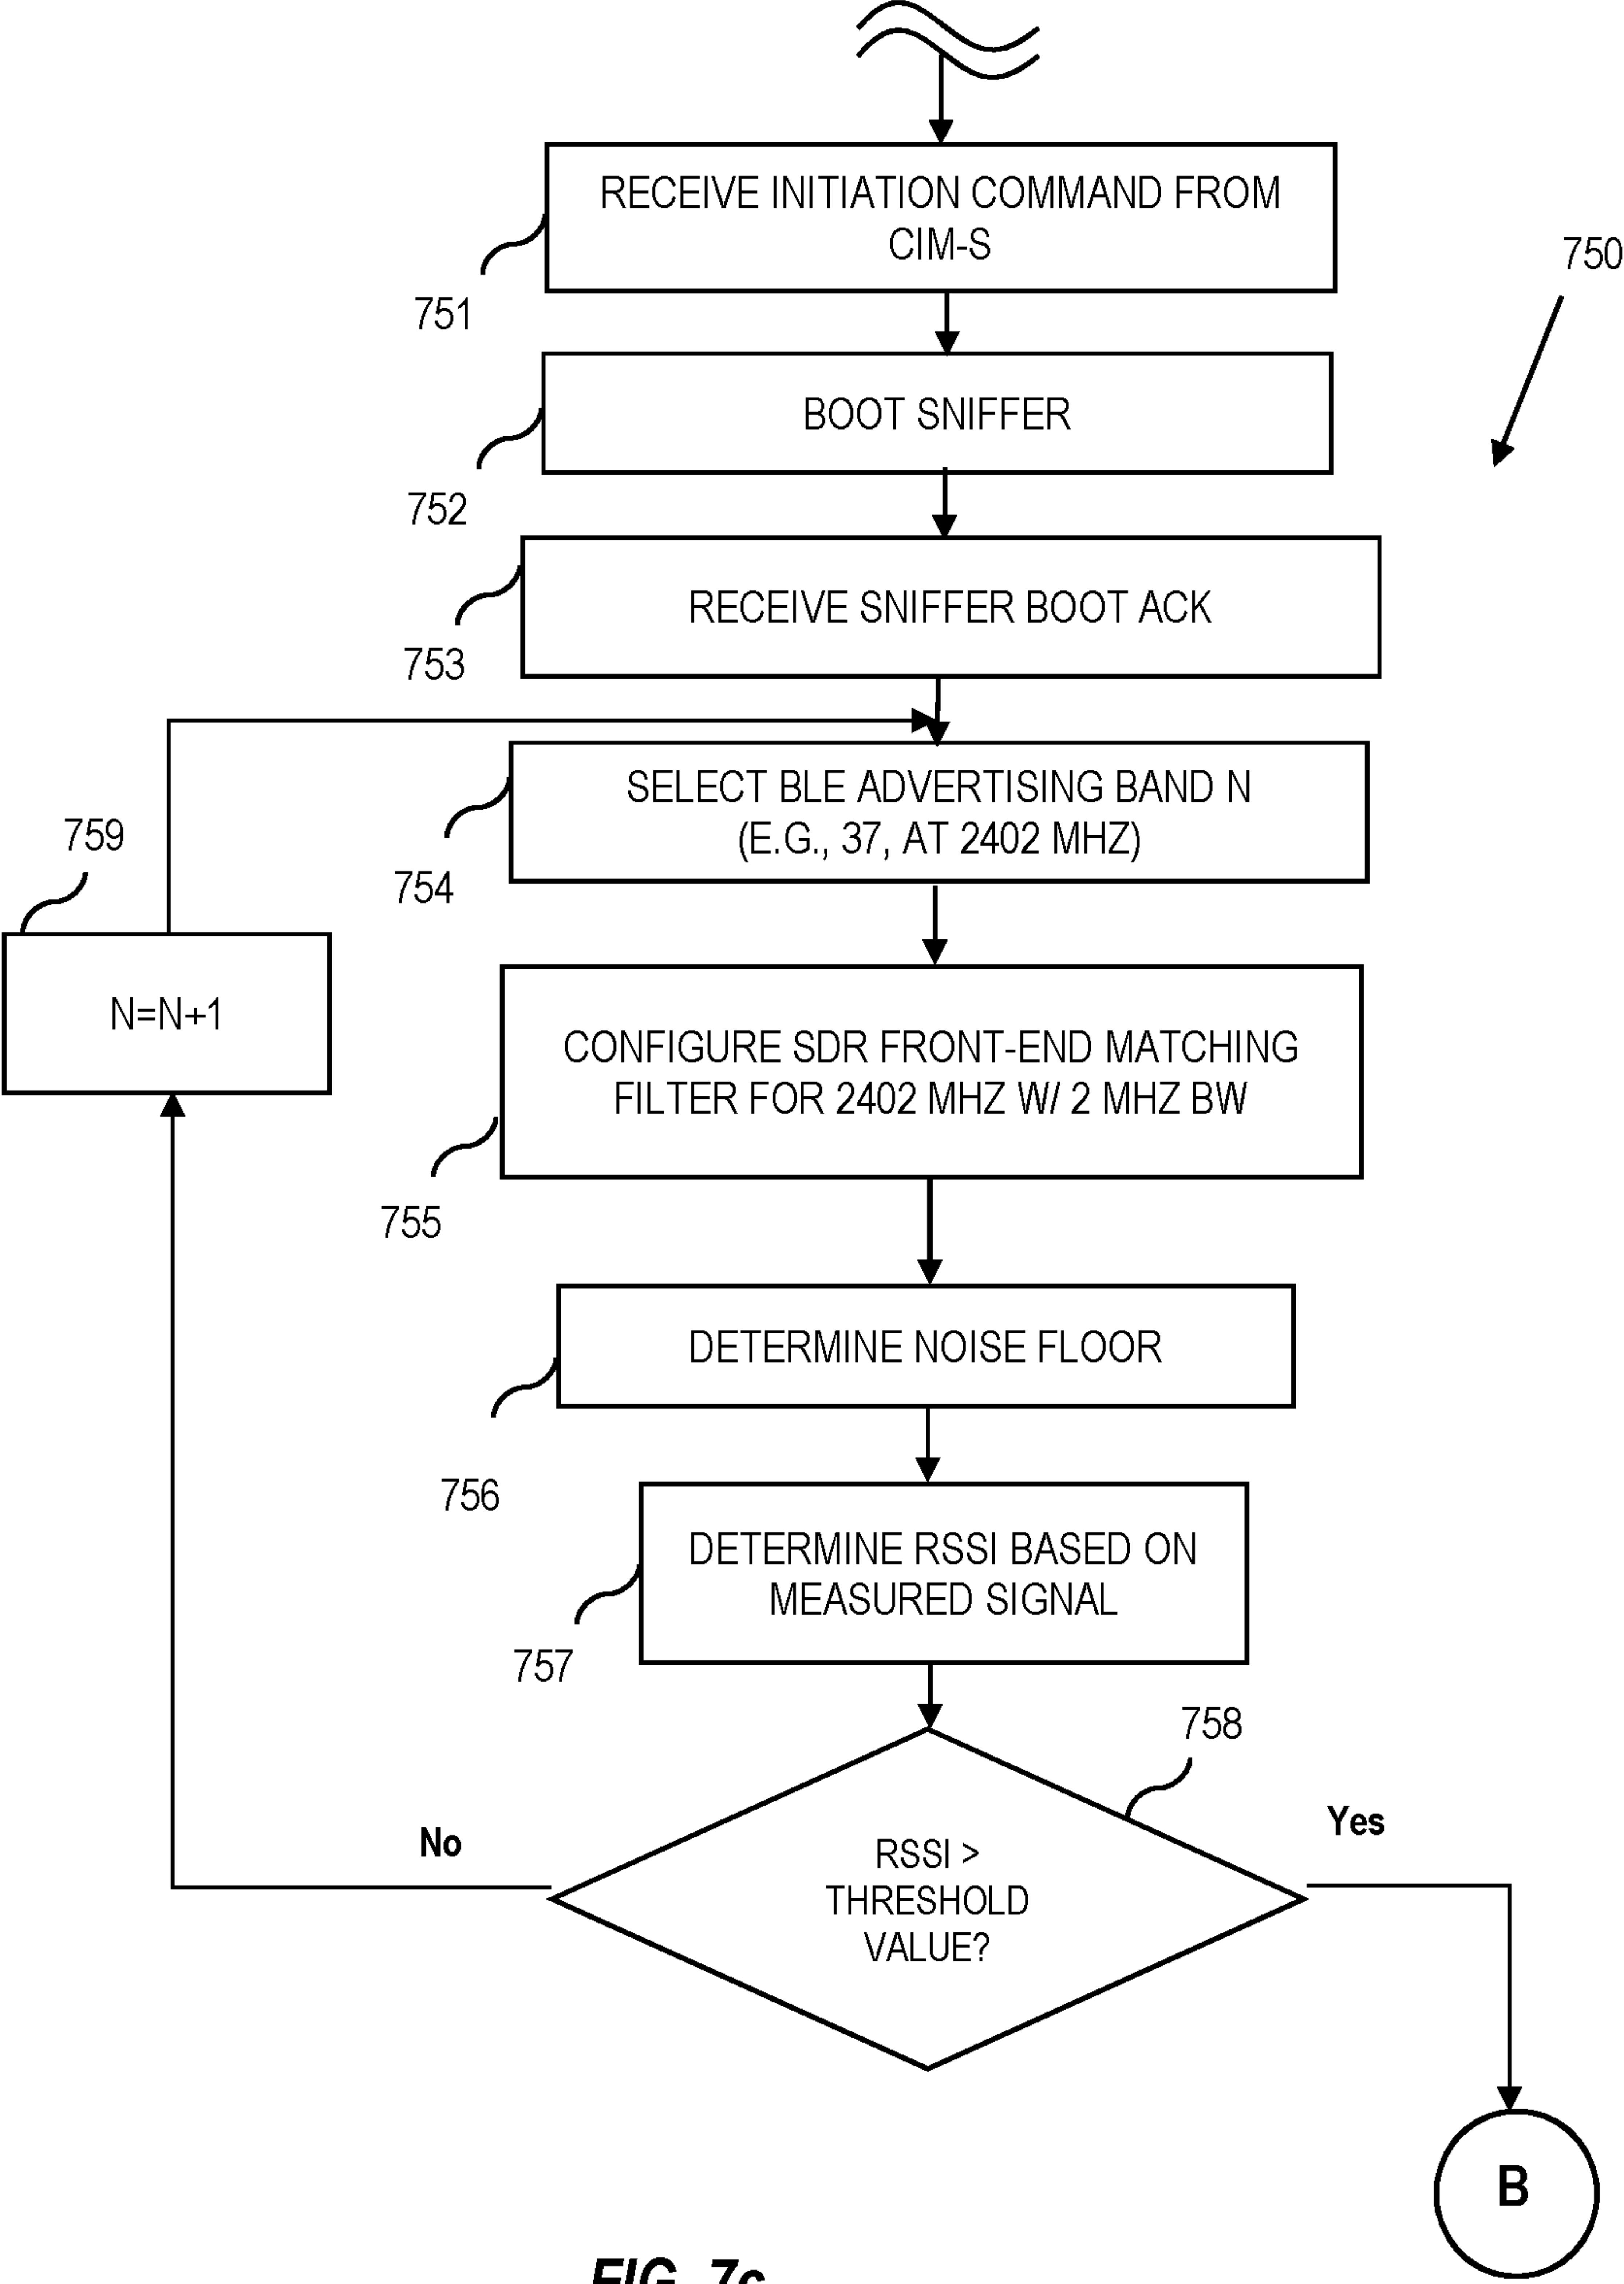 RECEIVE INITIATION COMMAND FROM
CIM-S
750
751
BOOT SNIFFER
752
RECEIVE SNIFFER BOOT ACK
753
SELECT BLE ADVERTISING BAND N
(E.G., 37, AT 2402 MHZ)
754
759
N=N+1
CONFIGURE SDR FRONT-END MATCHING
FILTER FOR 2402 MHZ W/ 2 MHZ BW
755
DETERMINE NOISE FLOOR
756
DETERMINE RSSI BASED ON
MEASURED SIGNAL
757
758
No
Yes
RSSI >
THRESHOLD
VALUE?
B
FIG. 7c